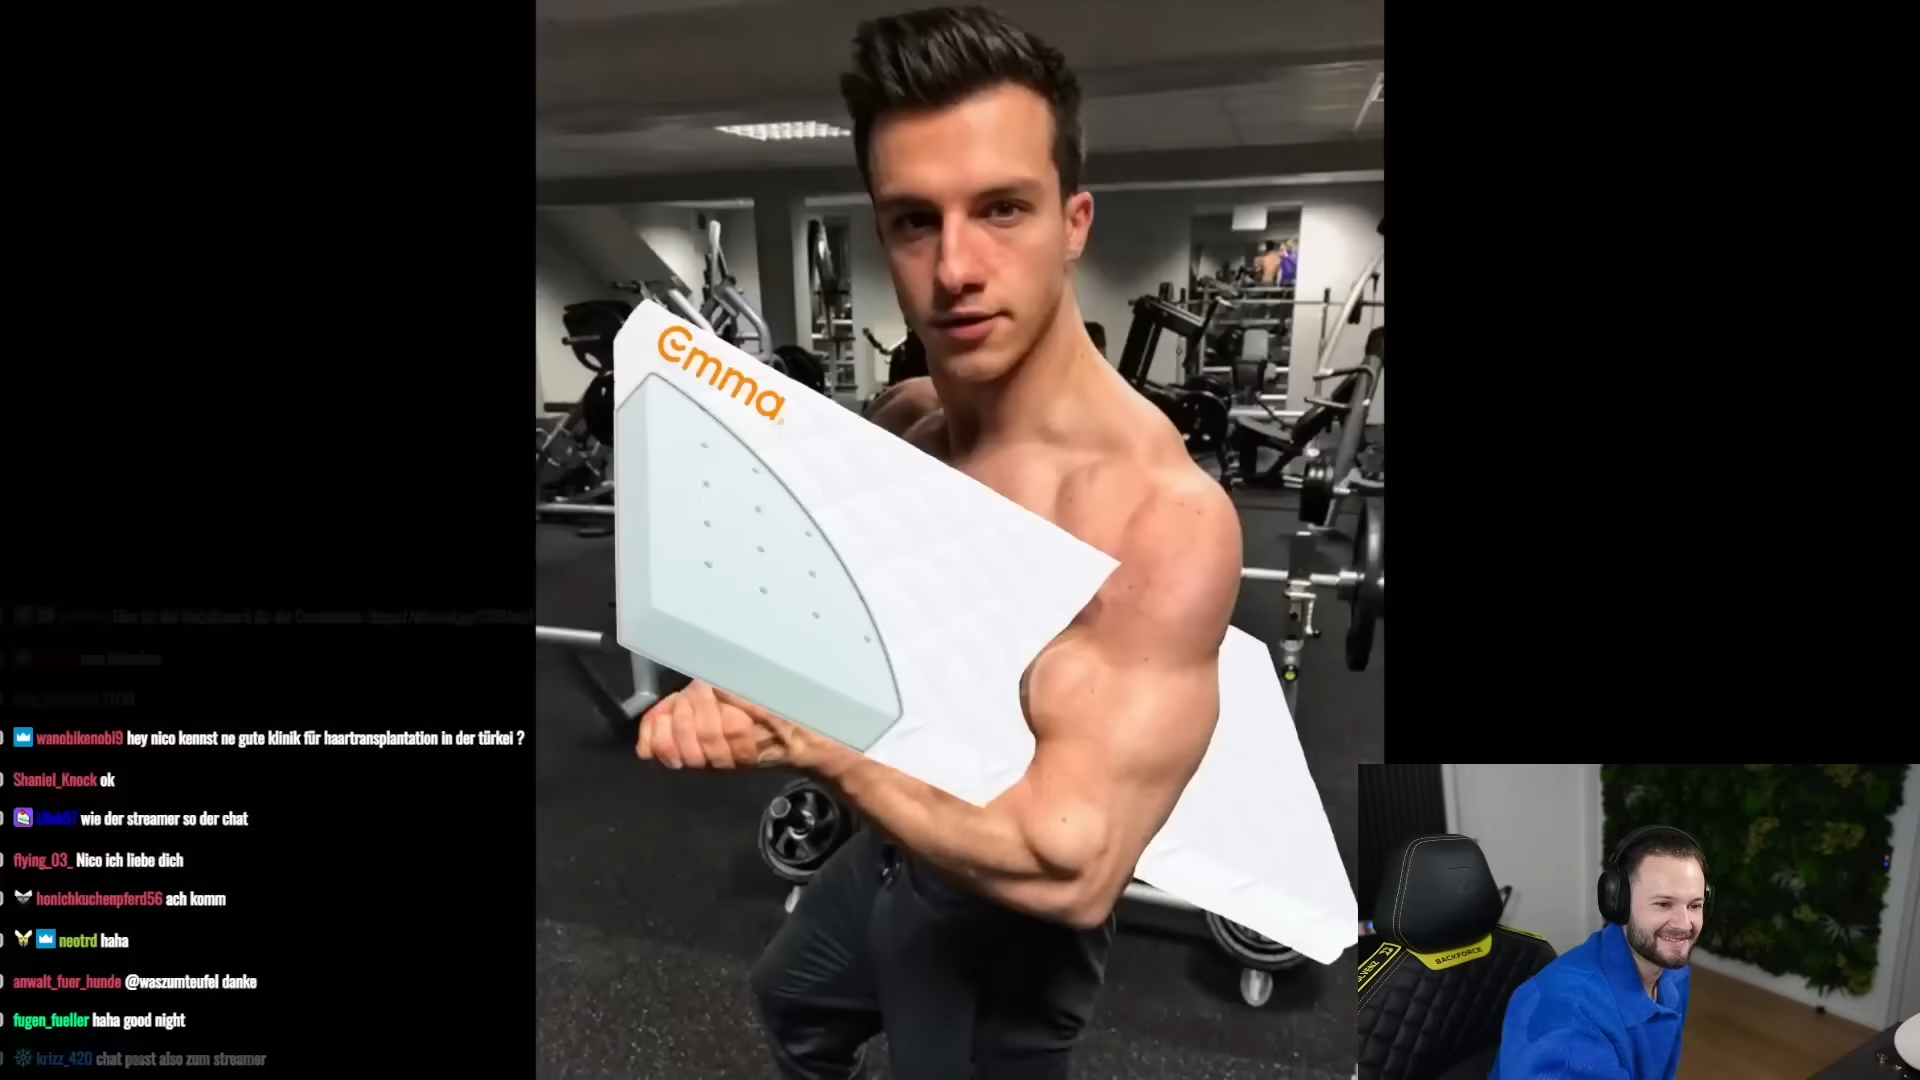 emma
wanobikenobi9 hey nico kennst ne gute klinik für haartransplantation in der türkei ?
Shaniel_Knock ok
wie der streamer so der chat
flying_03_ Nico ich liebe dich
honichkuchenpferd56 ach komm
neotrd haha
anwalt_fuer_hunde @waszumteufel danke
fugen_fueller haha good night
krizz_420 chat passt also zum streamer
BACKFORCE